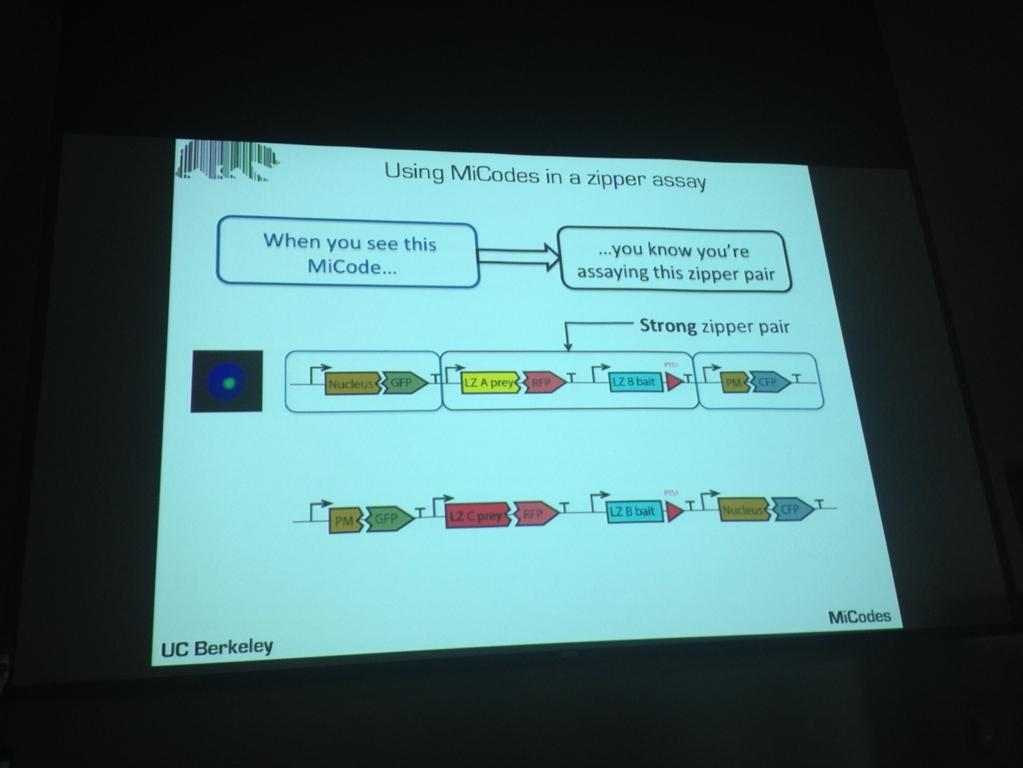 Using MiCodes in a zipper assay
When you see this
MiCode...
...you know you're
assaying this zipper pair
Strong zipper pair
Nucleus GFP T LZ A prey RFP T LZ B bait PTS1 T PM CFP T
PM GFP T LZ C prey RFP T LZ B bait PTS1 T Nucleus CFP T
UC Berkeley
MiCodes